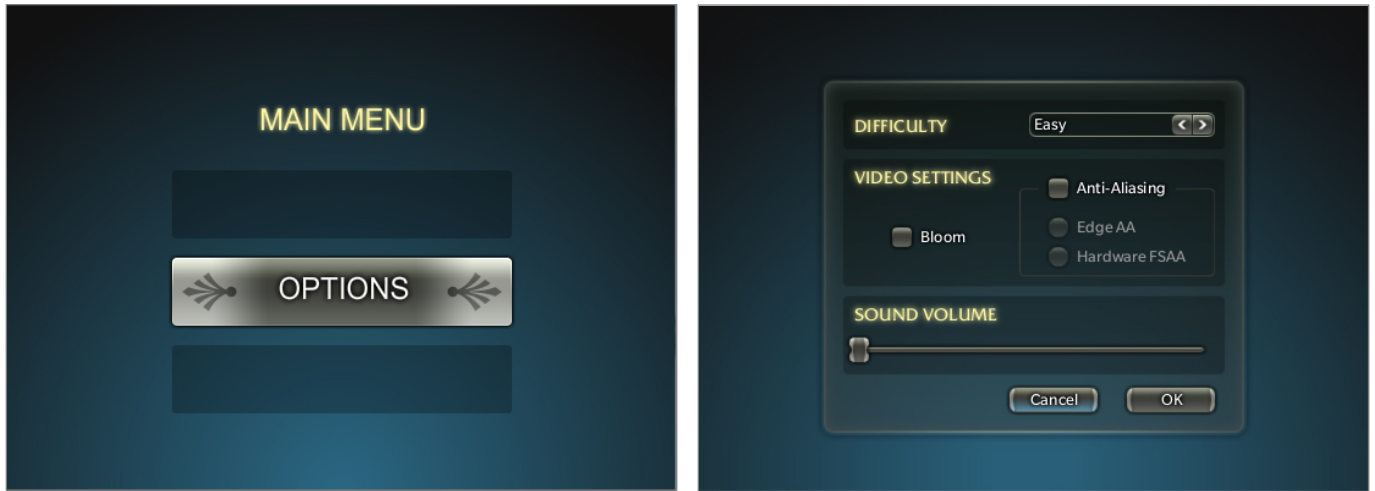 MAIN MENU
OPTIONS
DIFFICULTY
Easy
VIDEO SETTINGS
Anti-Aliasing
Bloom
Edge AA
Hardware FSAA
SOUND VOLUME
Cancel
OK